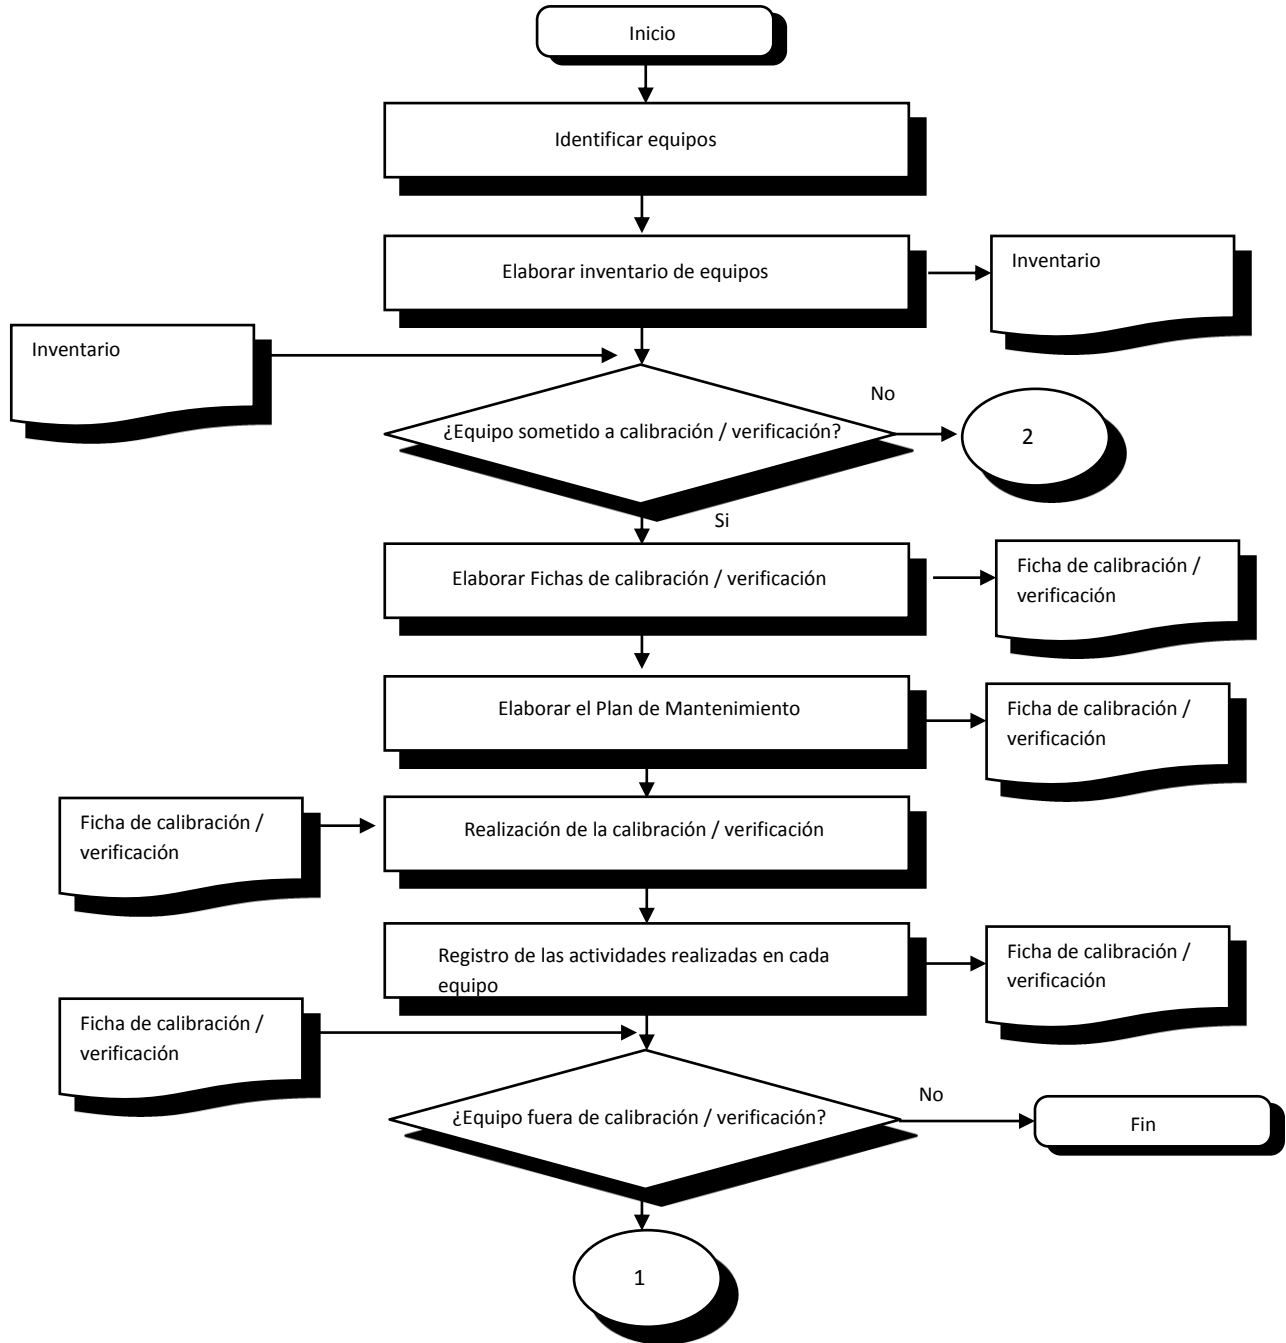 Inicio
Identificar equipos
Elaborar inventario de equipos
Inventario
Inventario
No
¿Equipo sometido a calibración / verificación?
2
Si
Elaborar Fichas de calibración / verificación
Ficha de calibración /
verificación
Elaborar el Plan de Mantenimiento
Ficha de calibración /
verificación
Ficha de calibración /
verificación
Realización de la calibración / verificación
Registro de las actividades realizadas en cada
equipo
Ficha de calibración /
verificación
Ficha de calibración /
verificación
No
¿Equipo fuera de calibración / verificación?
Fin
1